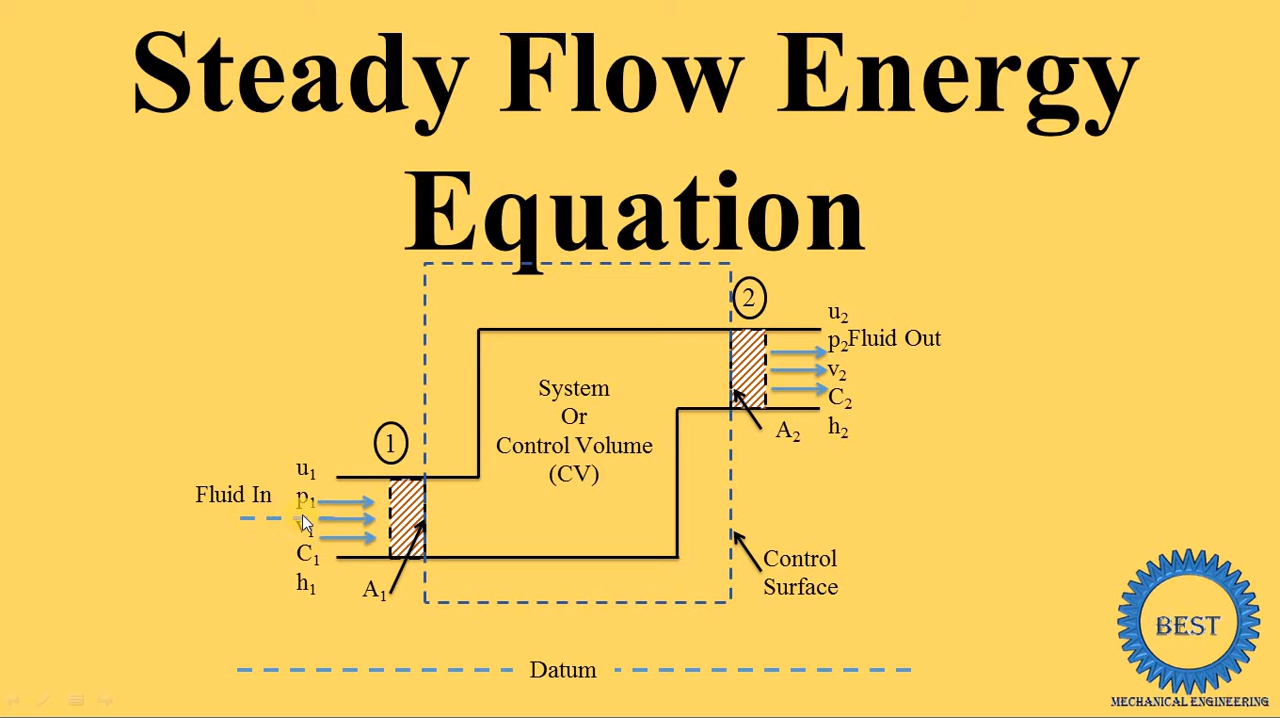 Steady Flow Energy
Equation
2
u₂
p₂Fluid Out
v₂
C₂
h₂
A₂
System
Or
Control Volume
(CV)
1
u₁
Fluid In p₁
C₁
h₁
A₁
Control
Surface
Datum
BEST
MECHANICAL ENGINEERING